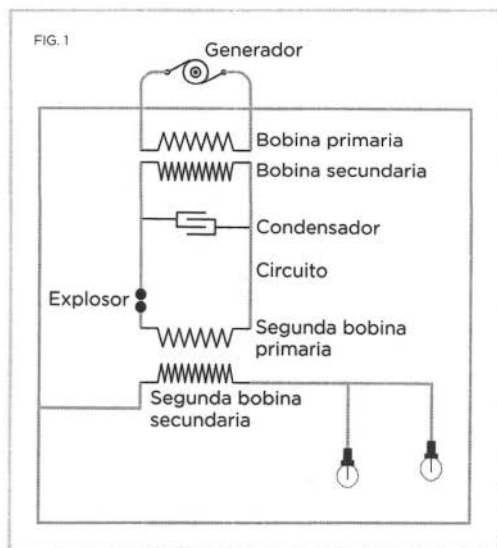 FIG. 1
Generador
Bobina primaria
Bobina secundaria
Condensador
Circuito
Explosor
Segunda bobina
primaria
Segunda bobina
secundaria